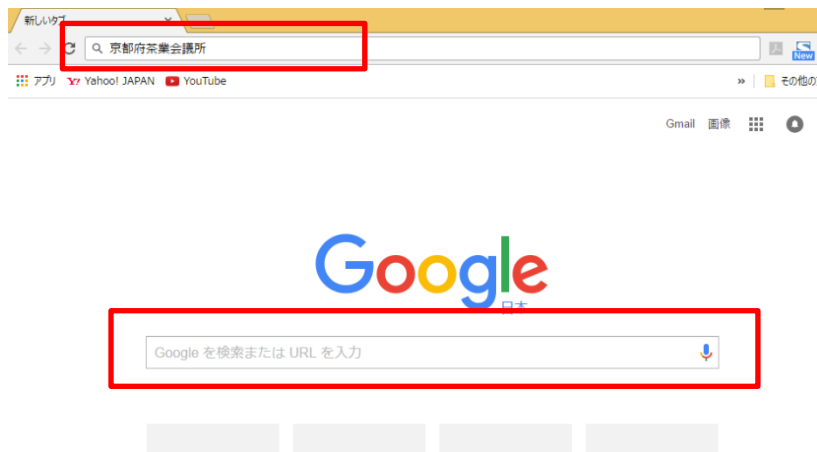 新しいタブ
京都府茶業会議所
New
アプリ Yahoo! JAPAN YouTube » その他の
Gmail 画像
Google
日本
Google を検索または URL を入力